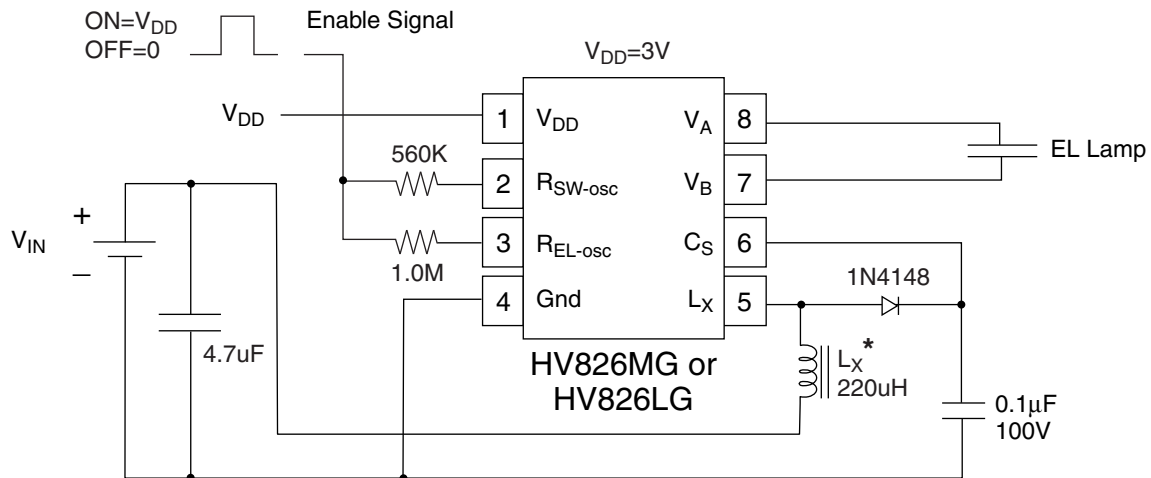 ON=VDD
OFF=0
Enable Signal
VDD=3V
VDD
1
VDD
VA
8
EL Lamp
560K
2
RSW-osc
VB
7
+
VIN
–
3
REL-osc
CS
6
1.0M
1N4148
4
Gnd
LX
5
4.7uF
HV826MG or
HV826LG
LX*
220uH
0.1μF
100V